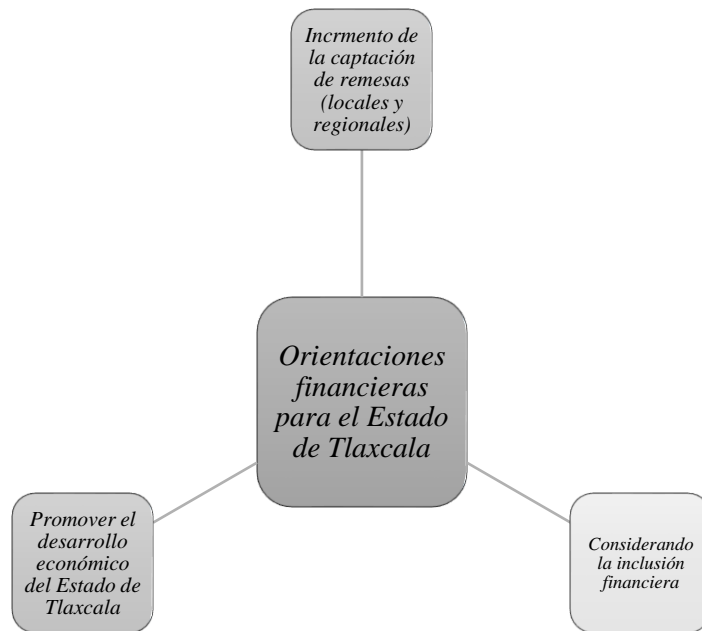 Incrmento de
la captación
de remesas
(locales y
regionales)
Orientaciones
financieras
para el Estado
de Tlaxcala
Promover el
desarrollo
económico
del Estado de
Tlaxcala
Considerando
la inclusión
financiera